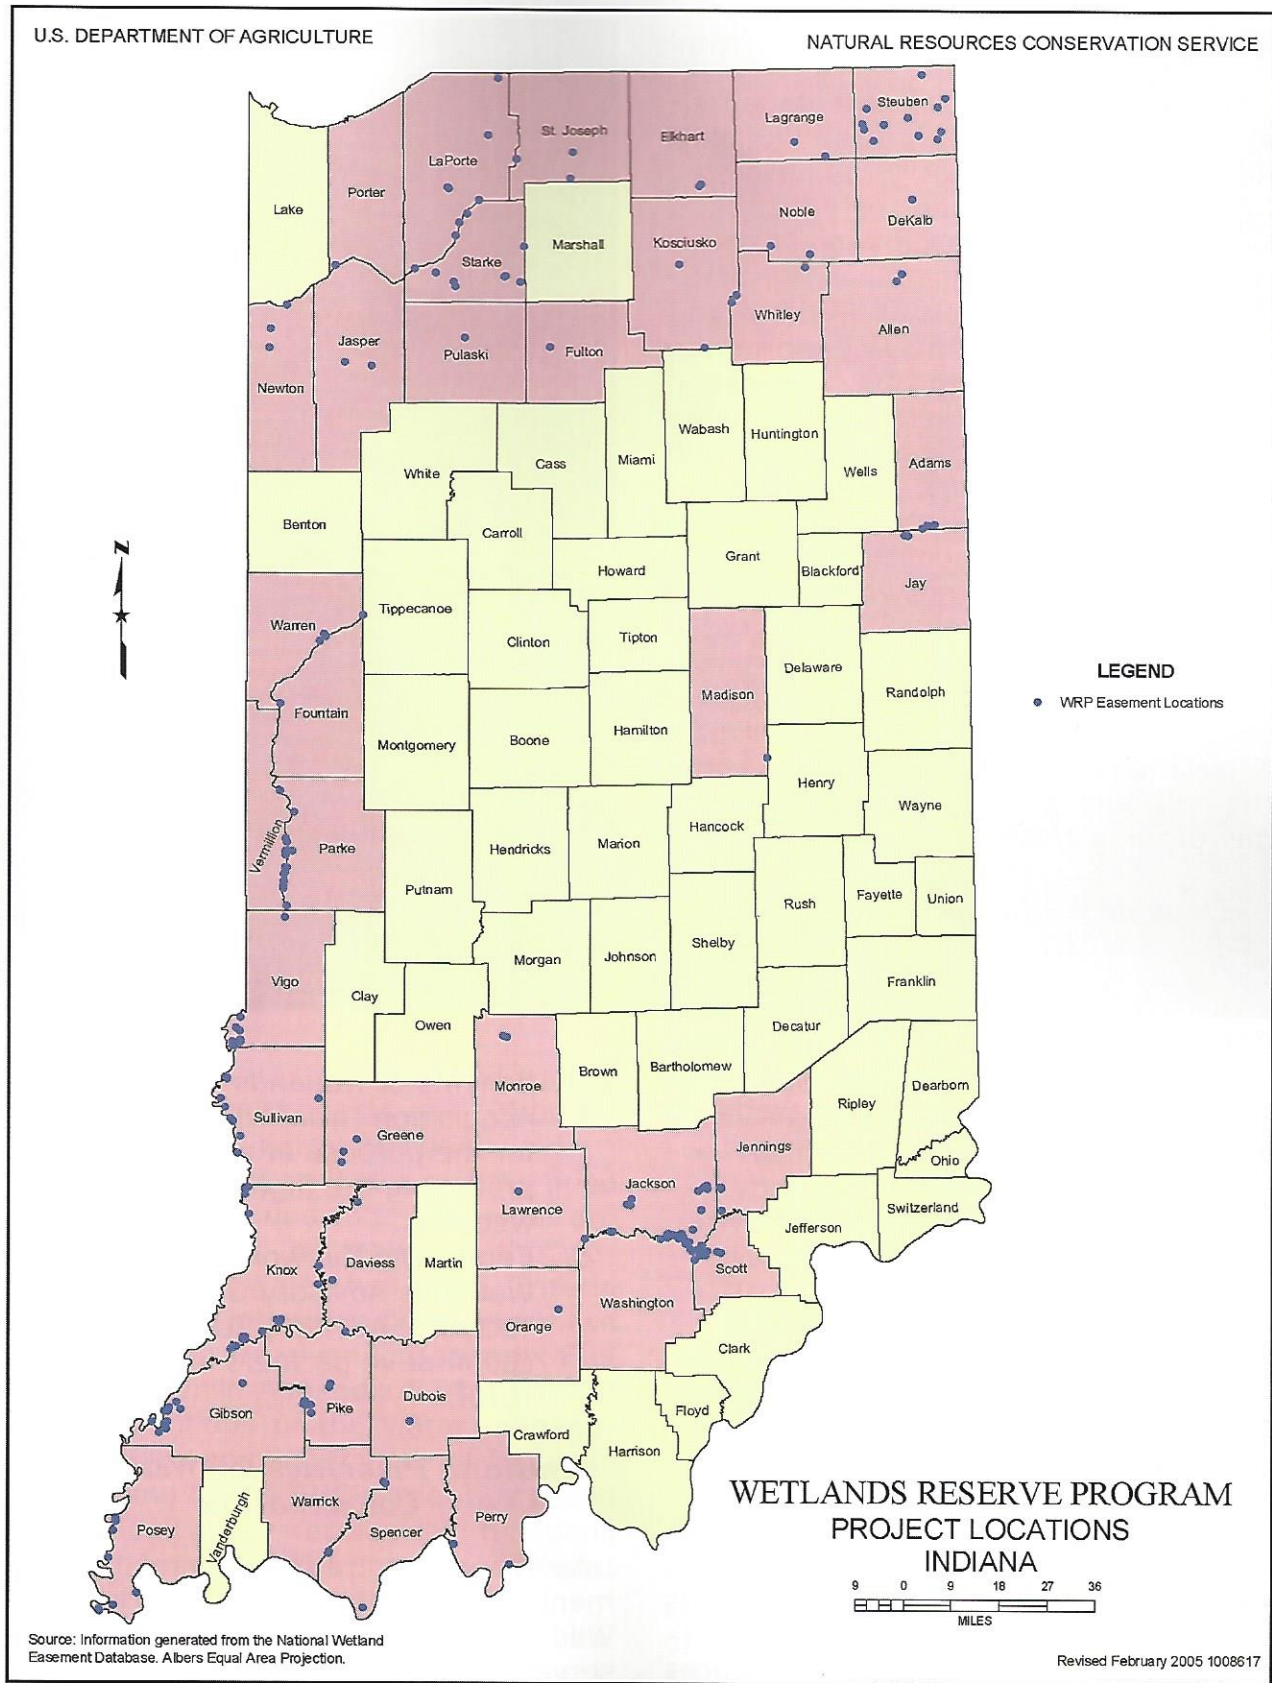 U.S. DEPARTMENT OF AGRICULTURE
NATURAL RESOURCES CONSERVATION SERVICE
Steuben
Lagrange
St. Joseph
Elkhart
LaPorte
Porter
Lake
Noble
DeKalb
Marshall
Kosciusko
Starke
Whitley
Allen
Jasper
Pulaski
Fulton
Newton
Wabash
Huntington
Miami
Cass
White
Wells
Adams
Benton
Carroll
Grant
Howard
Blackford
Jay
Tippecanoe
Warren
Clinton
Tipton
Delaware
Madison
Randolph
LEGEND
WRP Easement Locations
Fountain
Montgomery
Boone
Hamilton
Henry
Wayne
Hancock
Vermillion
Parke
Hendricks
Marion
Putnam
Rush
Fayette
Union
Shelby
Morgan
Johnson
Vigo
Clay
Franklin
Owen
Decatur
Monroe
Brown
Bartholomew
Dearborn
Ripley
Sullivan
Greene
Jennings
Ohio
Jackson
Lawrence
Switzerland
Jefferson
Knox
Daviess
Martin
Scott
Washington
Orange
Clark
Dubois
Pike
Gibson
Floyd
Crawford
Harrison
Warrick
Perry
Posey
Vanderburgh
Spencer
WETLANDS RESERVE PROGRAM
PROJECT LOCATIONS
INDIANA
9 0 9 18 27 36
MILES
Source: Information generated from the National Wetland
Easement Database. Albers Equal Area Projection.
Revised February 2005 1008617
N